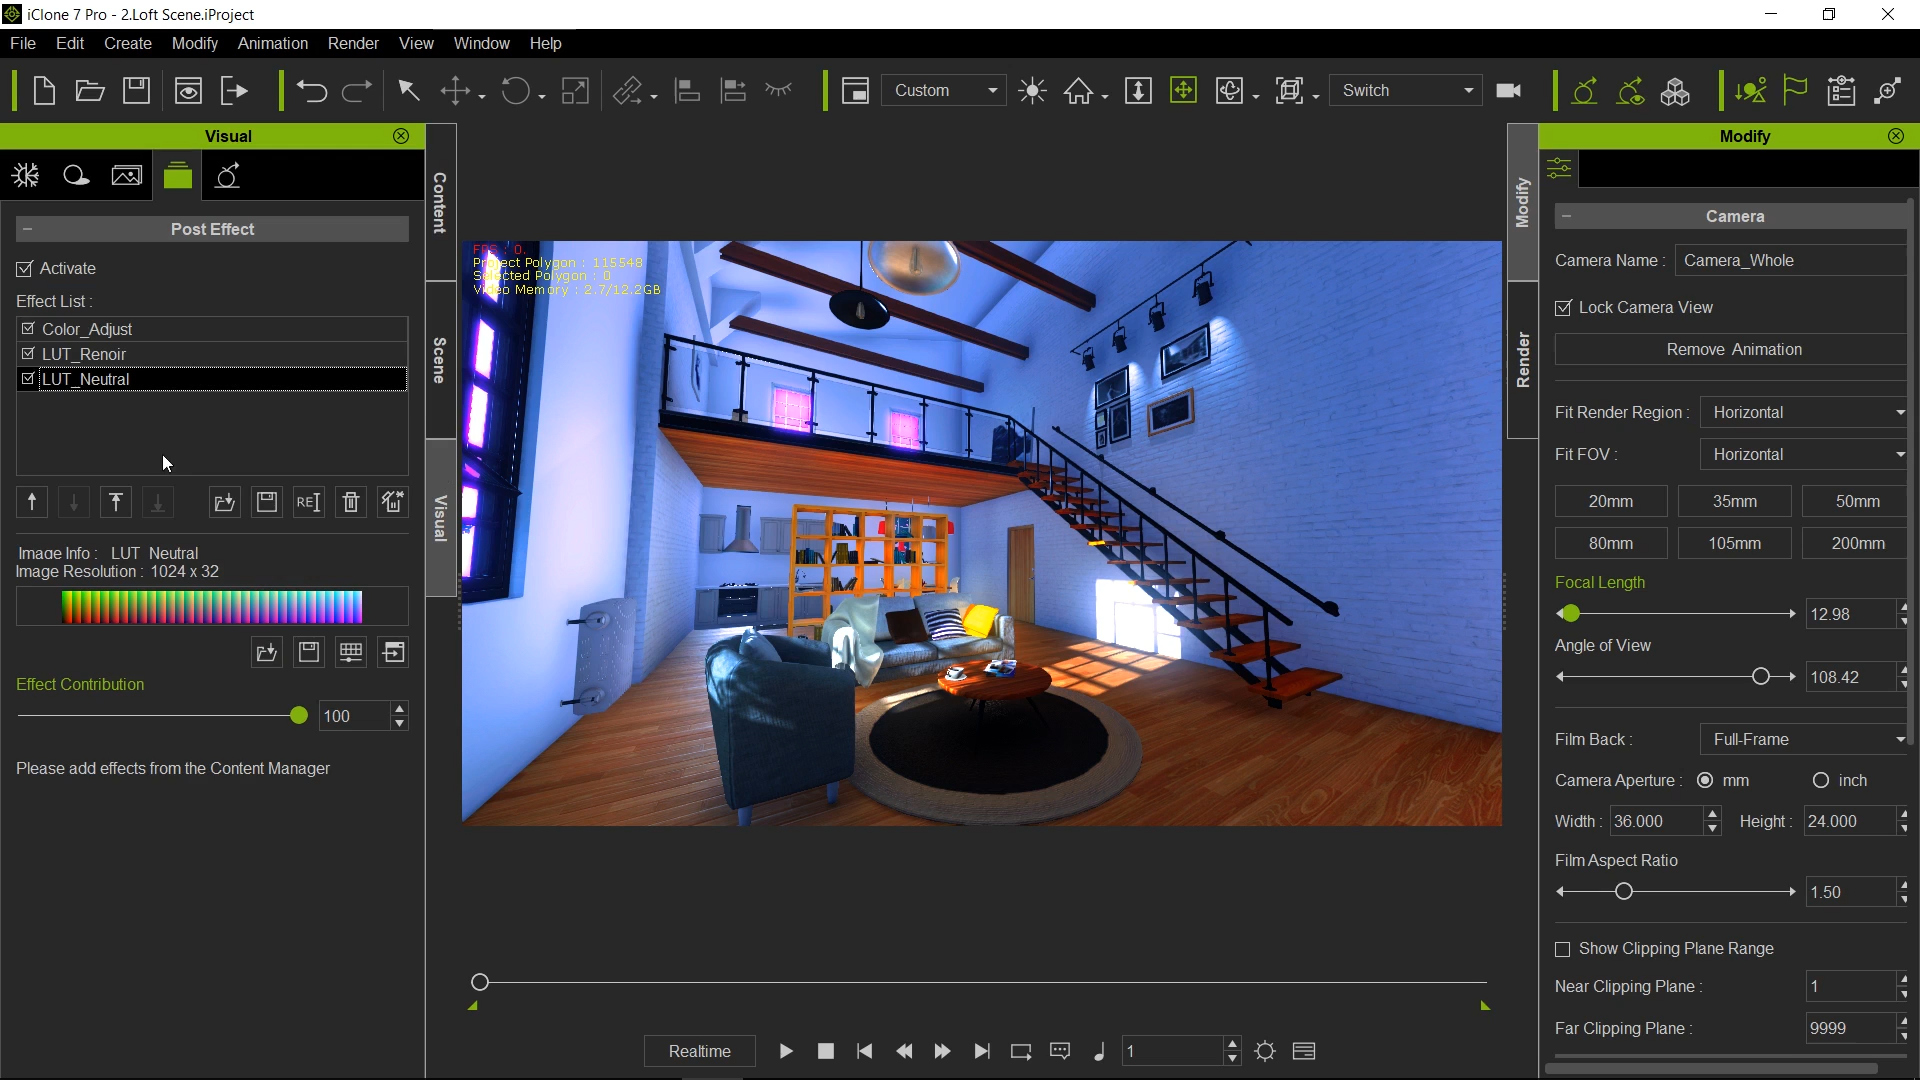 iClone 7 Pro - 2.Loft Scene.iProject
File Edit Create Modify Animation Render View Window Help
Custom Switch
Visual
Post Effect
Activate
Effect List :
Color_Adjust
LUT_Renoir
LUT_Neutral
REI
Image Info : LUT Neutral
Image Resolution : 1024 x 32
Effect Contribution
100
Please add effects from the Content Manager
Content
Scene
Visual
FPS : 0.
Project Polygon : 115548
Selected Polygon : 0
Video Memory : 2.7/12.2GB
Realtime 1
Modify
Render
Modify
Camera
Camera Name : Camera_Whole
Lock Camera View
Remove Animation
Fit Render Region : Horizontal
Fit FOV : Horizontal
20mm 35mm 50mm
80mm 105mm 200mm
Focal Length
12.98
Angle of View
108.42
Film Back : Full-Frame
Camera Aperture : mm inch
Width : 36.000 Height : 24.000
Film Aspect Ratio
1.50
Show Clipping Plane Range
Near Clipping Plane : 1
Far Clipping Plane : 9999